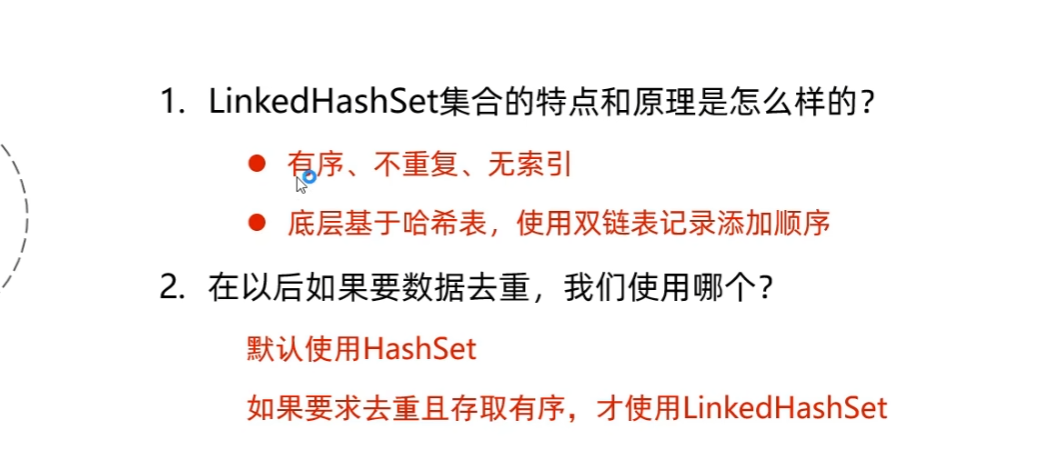 1. LinkedHashSet集合的特点和原理是怎么样的？
● 有序、不重复、无索引
● 底层基于哈希表，使用双链表记录添加顺序
2. 在以后如果要数据去重，我们使用哪个？
默认使用HashSet
如果要求去重且存取有序，才使用LinkedHashSet